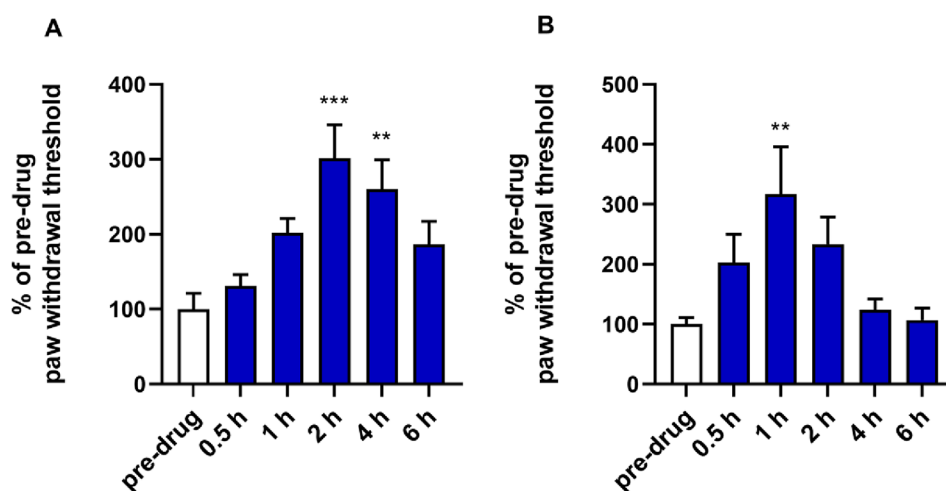 A
% of pre-drug
paw withdrawal threshold
400
300
200
100
0
***
**
pre-drug
0.5 h
1 h
2 h
4 h
6 h
B
% of pre-drug
paw withdrawal threshold
500
400
300
200
100
0
**
pre-drug
0.5 h
1 h
2 h
4 h
6 h